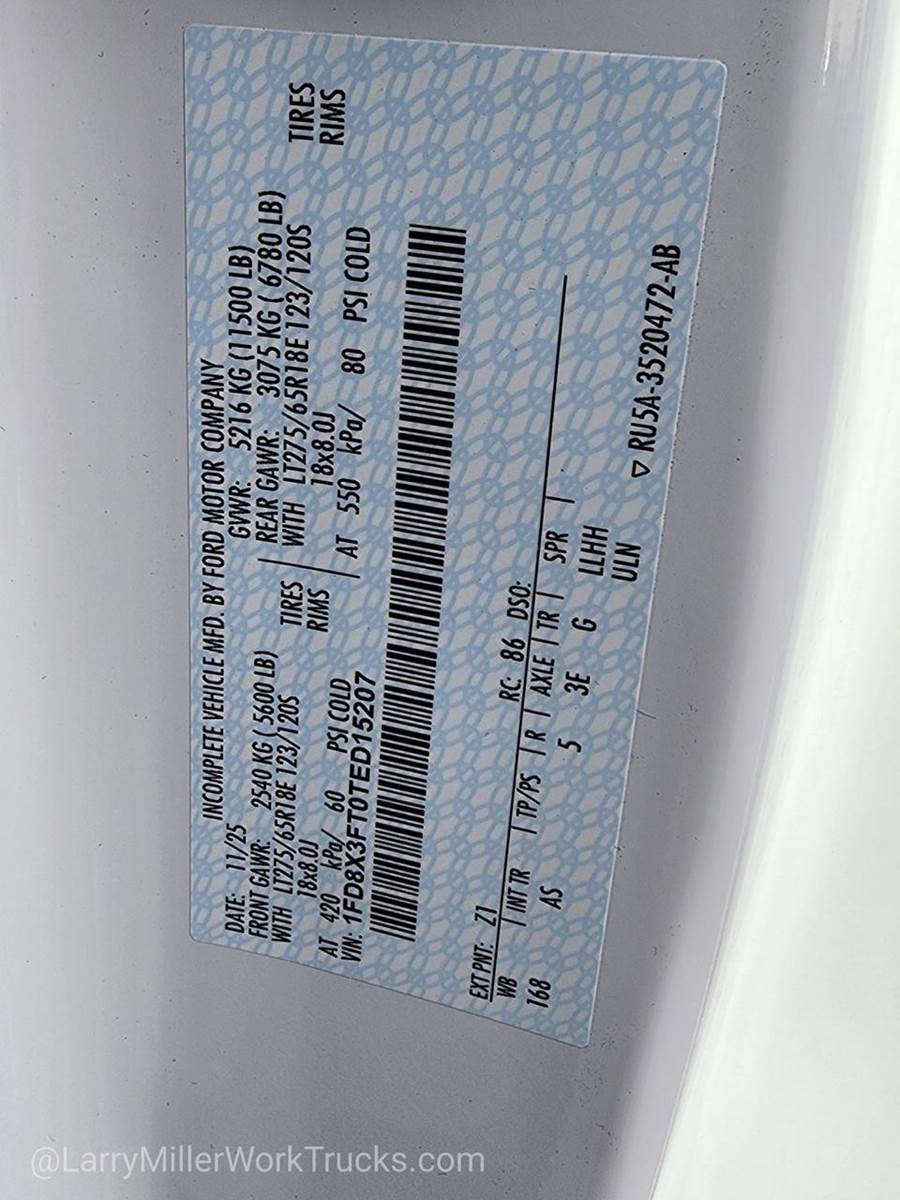 INCOMPLETE VEHICLE MFD. BY FORD MOTOR COMPANY
DATE: 11/25 GVWR: 5216 KG (11500 LB)
FRONT GAWR: 2540 KG ( 5600 LB) REAR GAWR: 3075 KG ( 6780 LB)
WITH LT275/65R18E 123/120S TIRES WITH LT275/65R18E 123/120S TIRES
18x8.0J RIMS 18x8.0J RIMS
AT 420 kPa/ 60 PSI COLD AT 550 kPa/ 80 PSI COLD
VIN: 1FD8X3FT0TED15207
EXT PNT: Z1 RC: 86 DSO:
WB | INT TR | TP/PS | R | AXLE | TR | SPR |
168 AS 5 3E G LLHH
ULN
▽ RU5A-3520472-AB
@LarryMillerWorkTrucks.com